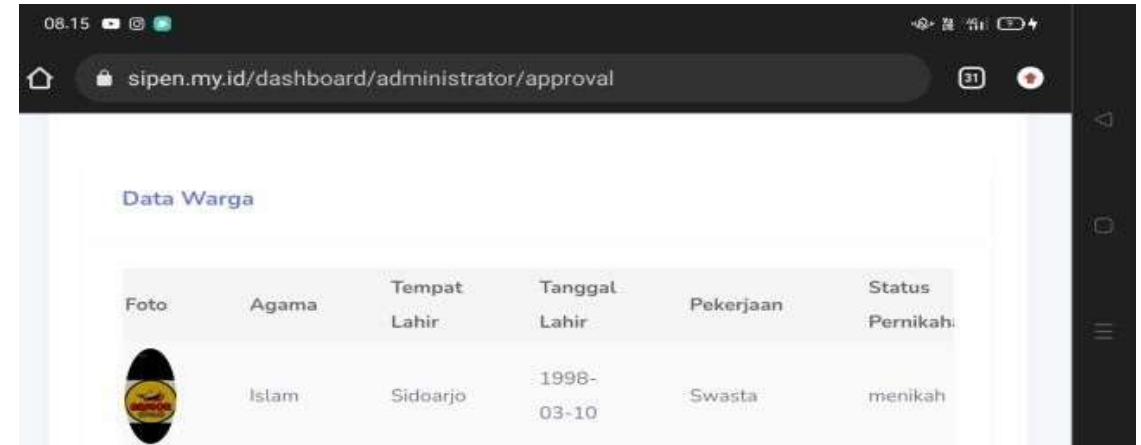 08.15
31
sipen.my.id/dashboard/administrator/approval
Data Warga
Foto Agama Tempat Lahir Tanggal Lahir Pekerjaan Status
Islam Sidoarjo 1998-03-10 Swasta menikah